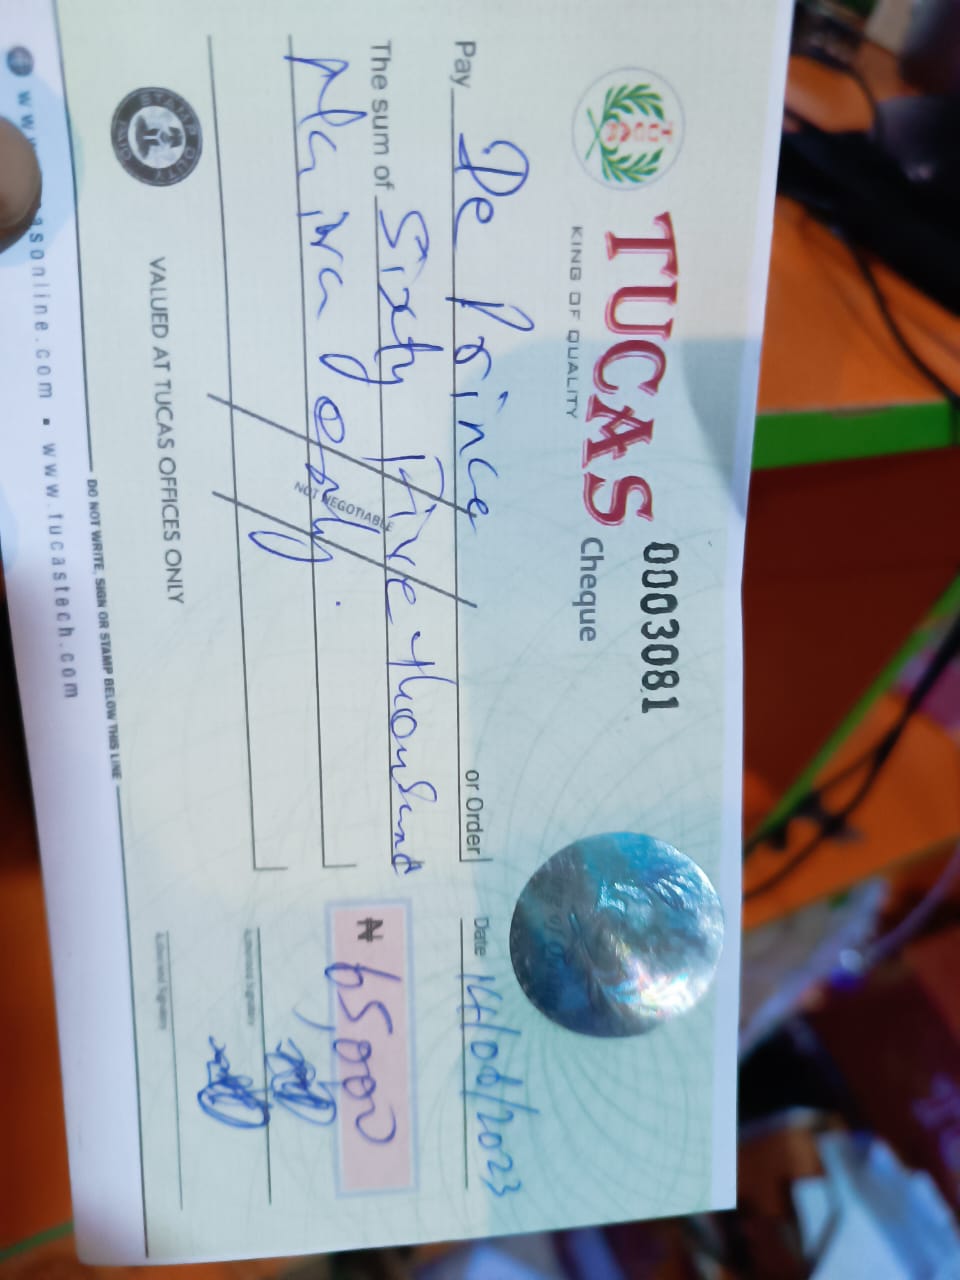 0003081
TUCAS Cheque
KING OF QUALITY
Pay De Prince or Order
Date 14/06/2023
The sum of Sixty Five thousand
Naira only.
₦ 65,000
NOT NEGOTIABLE
STAMP DUTY
VALUED AT TUCAS OFFICES ONLY
DO NOT WRITE, SIGN OR STAMP BELOW THIS LINE
www.tucastech.com